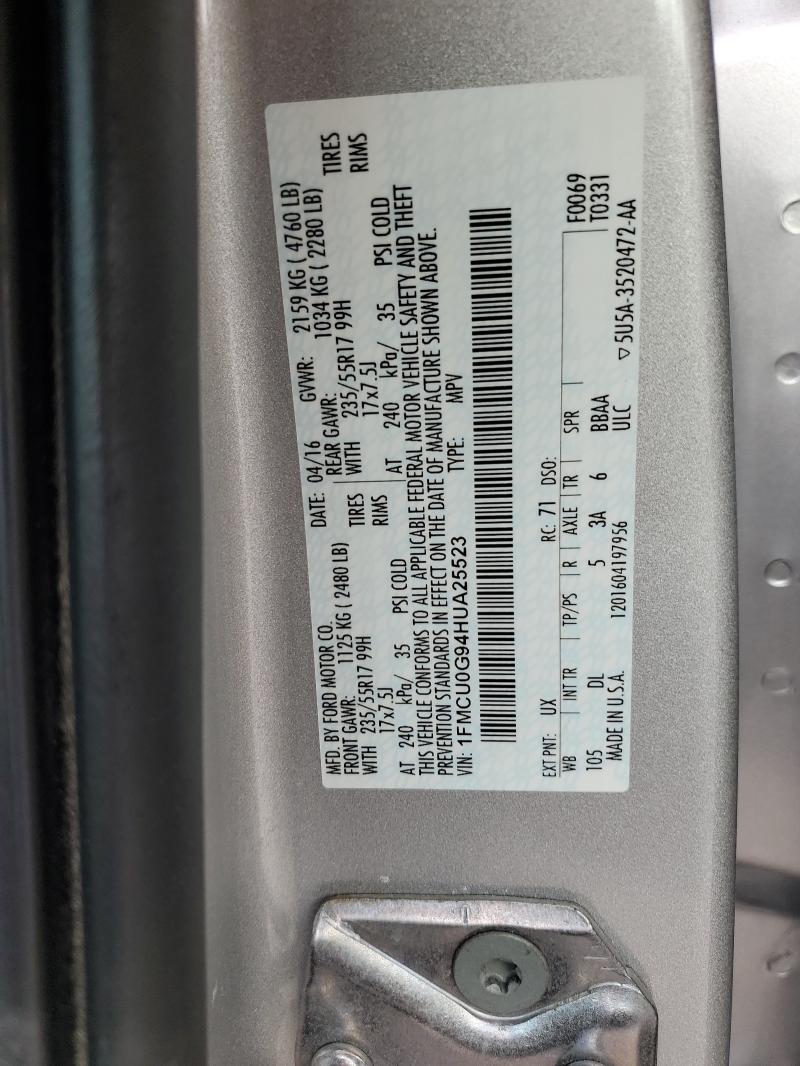 MFD. BY FORD MOTOR CO.
DATE: 04/16 GVWR: 2159 KG ( 4760 LB)
FRONT GAWR: 1125 KG ( 2480 LB)
REAR GAWR: 1034 KG ( 2280 LB)
WITH 235/55R17 99H TIRES
WITH 235/55R17 99H TIRES
17x7.5J RIMS
17x7.5J RIMS
AT 240 kPa/ 35 PSI COLD
AT 240 kPa/ 35 PSI COLD
THIS VEHICLE CONFORMS TO ALL APPLICABLE FEDERAL MOTOR VEHICLE SAFETY AND THEFT
PREVENTION STANDARDS IN EFFECT ON THE DATE OF MANUFACTURE SHOWN ABOVE.
VIN: 1FMCU0G94HUA25523 TYPE: MPV
EXT PNT: UX RC: 71 DSO: F0069
WB INT TR TP/PS R AXLE TR SPR T0331
105 DL 5 3A 6 BBAA
ULC
MADE IN U.S.A. 1201604197956 ▽5U5A-3520472-AA